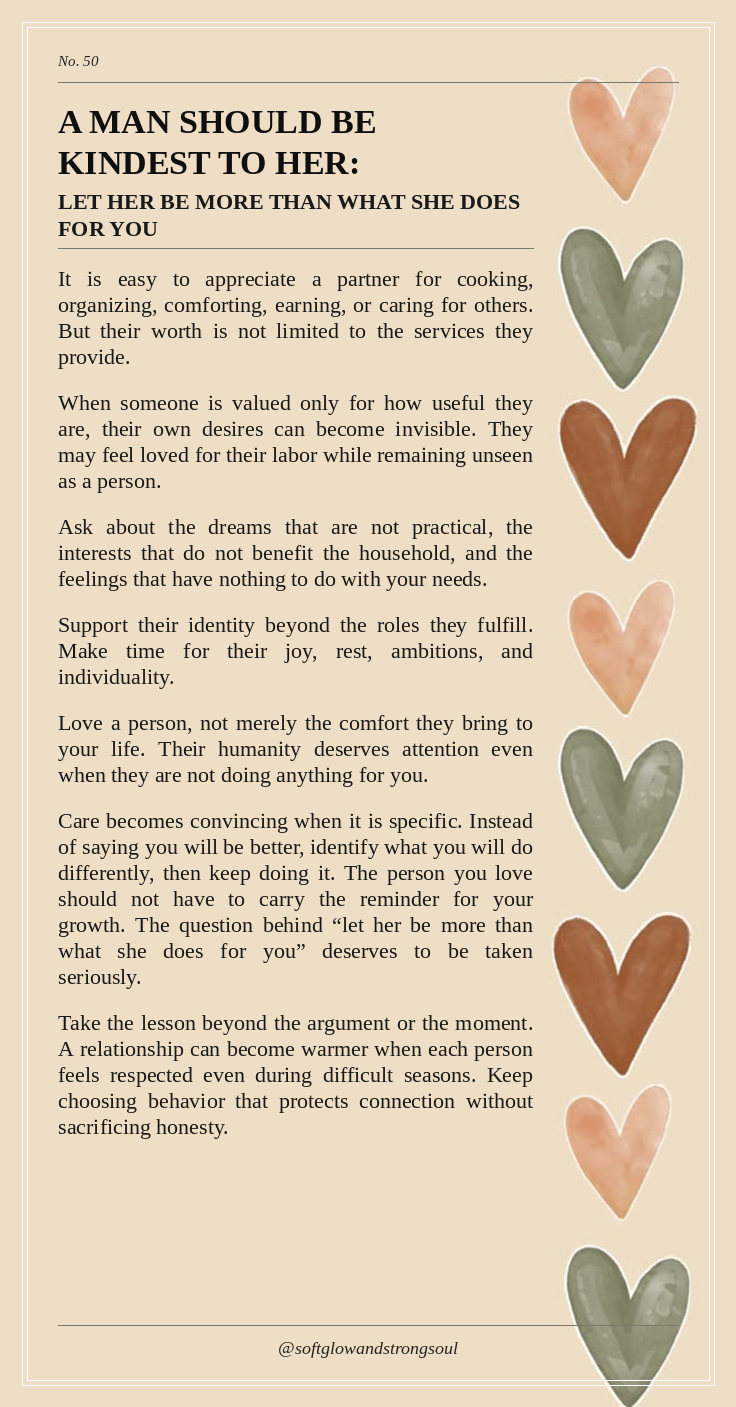 No. 50
A MAN SHOULD BE
KINDEST TO HER:
LET HER BE MORE THAN WHAT SHE DOES
FOR YOU
It is easy to appreciate a partner for cooking,
organizing, comforting, earning, or caring for others.
But their worth is not limited to the services they
provide.
When someone is valued only for how useful they
are, their own desires can become invisible. They
may feel loved for their labor while remaining unseen
as a person.
Ask about the dreams that are not practical, the
interests that do not benefit the household, and the
feelings that have nothing to do with your needs.
Support their identity beyond the roles they fulfill.
Make time for their joy, rest, ambitions, and
individuality.
Love a person, not merely the comfort they bring to
your life. Their humanity deserves attention even
when they are not doing anything for you.
Care becomes convincing when it is specific. Instead
of saying you will be better, identify what you will do
differently, then keep doing it. The person you love
should not have to carry the reminder for your
growth. The question behind “let her be more than
what she does for you” deserves to be taken
seriously.
Take the lesson beyond the argument or the moment.
A relationship can become warmer when each person
feels respected even during difficult seasons. Keep
choosing behavior that protects connection without
sacrificing honesty.
@softglowandstrongsoul